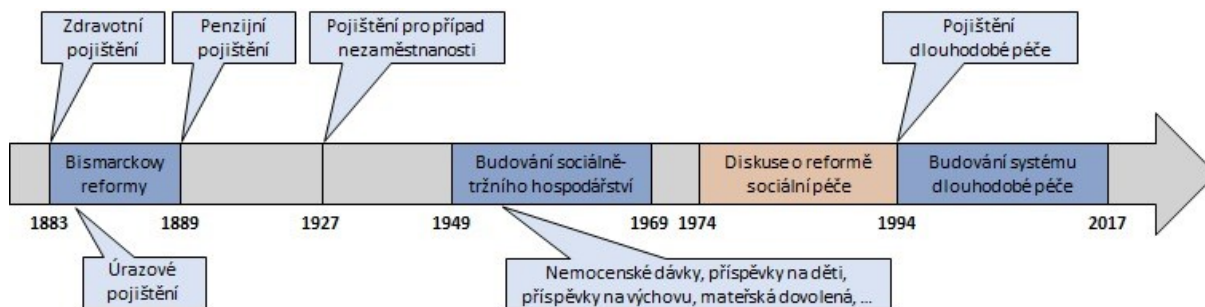 Zdravotní
pojištění
Penzijní
pojištění
Pojištění pro případ
nezaměstnanosti
Pojištění
dlouhodobé péče
Bismarckovy
reformy
Budování sociálně-
tržního hospodářství
Diskuse o reformě
sociální péče
Budování systému
dlouhodobé péče
1883
1889
1927
1949
1969
1974
1994
2017
Úrazové
pojištění
Nemocenské dávky, příspěvky na děti,
příspěvky na výchovu, mateřská dovolená, ...